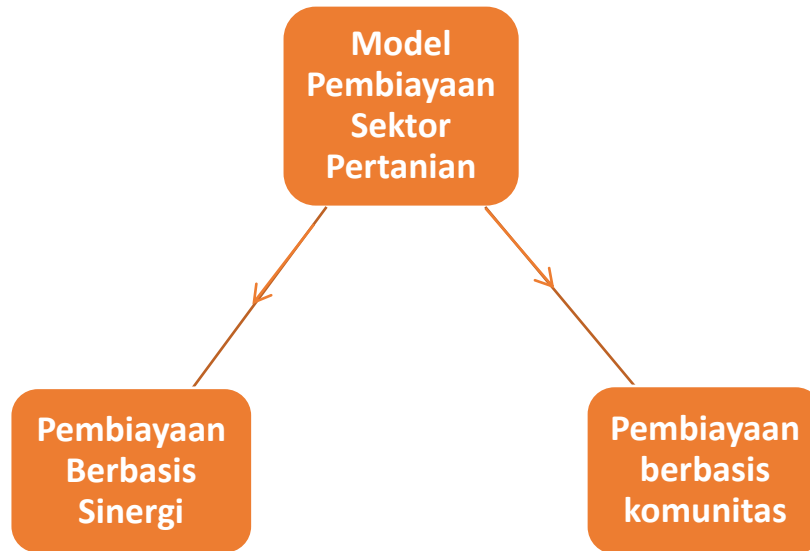 Model
Pembiayaan
Sektor
Pertanian
Pembiayaan
Berbasis
Sinergi
Pembiayaan
berbasis
komunitas